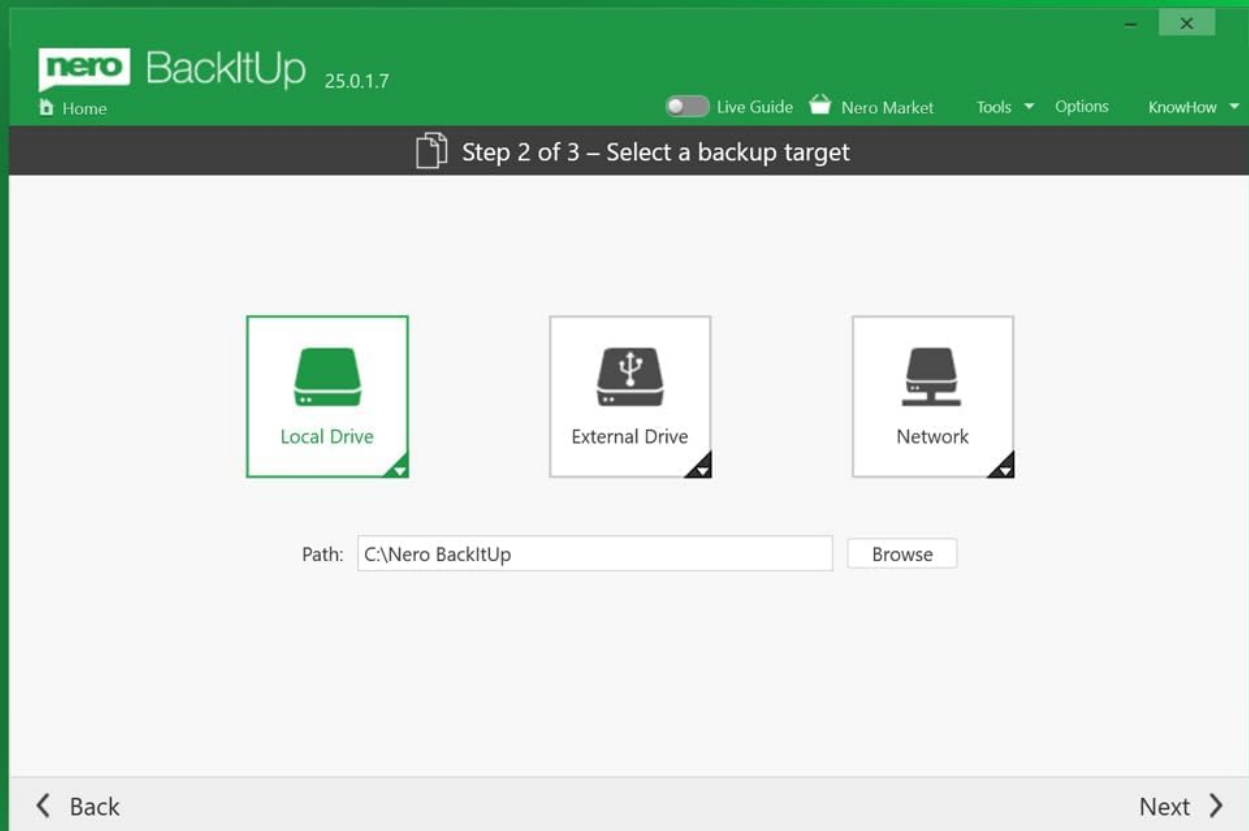 nero BackItUp 25.0.1.7
Home Live Guide Nero Market Tools Options KnowHow
Step 2 of 3 – Select a backup target
Local Drive External Drive Network
Path: C:\Nero BackItUp Browse
Back Next